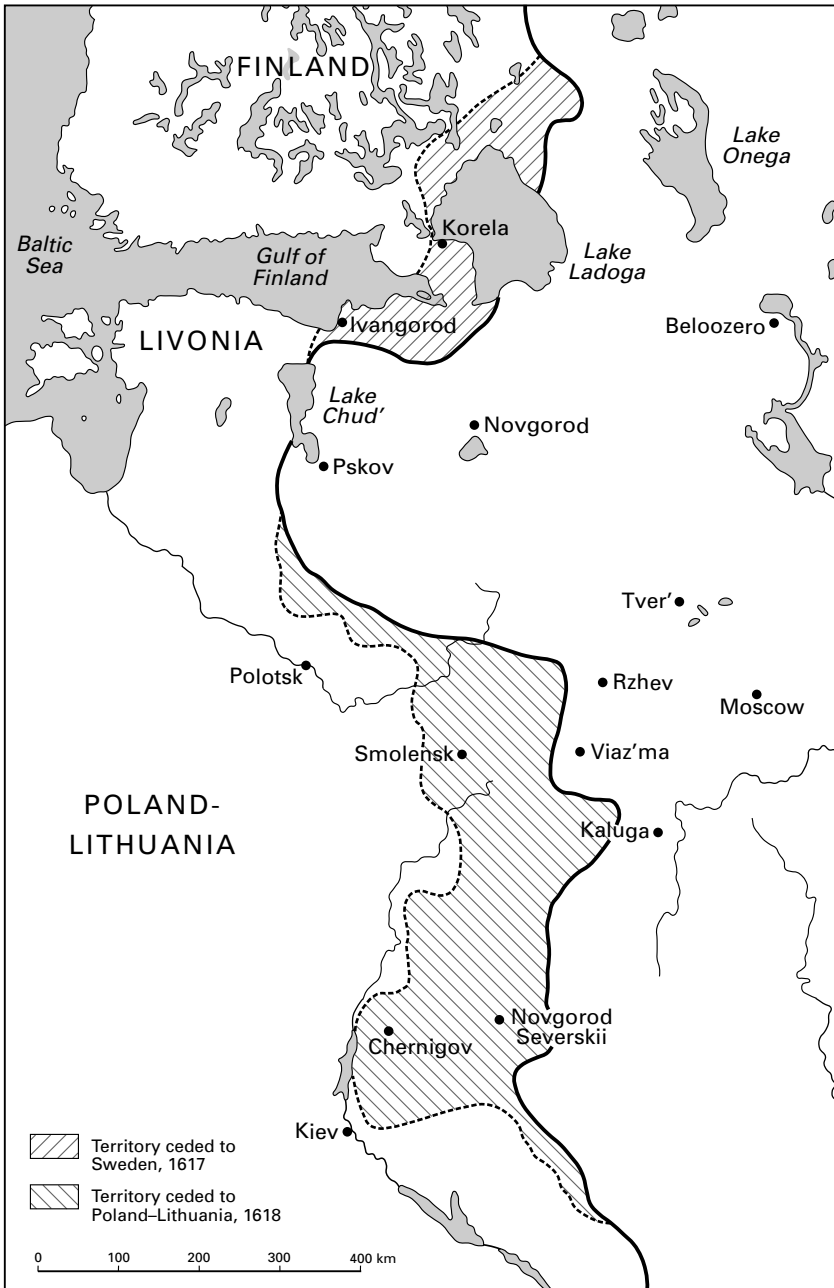 FINLAND
Lake
Onega
Korela
Baltic
Sea
Gulf of
Finland
Lake
Ladoga
Ivangorod
Beloozero
LIVONIA
Lake
Chud'
Novgorod
Pskov
Tver'
Polotsk
Rzhev
Moscow
Smolensk
Viaz'ma
POLAND-
LITHUANIA
Kaluga
Novgorod
Severskii
Chernigov
Kiev
Territory ceded to
Sweden, 1617
Territory ceded to
Poland–Lithuania, 1618
0 100 200 300 400 km